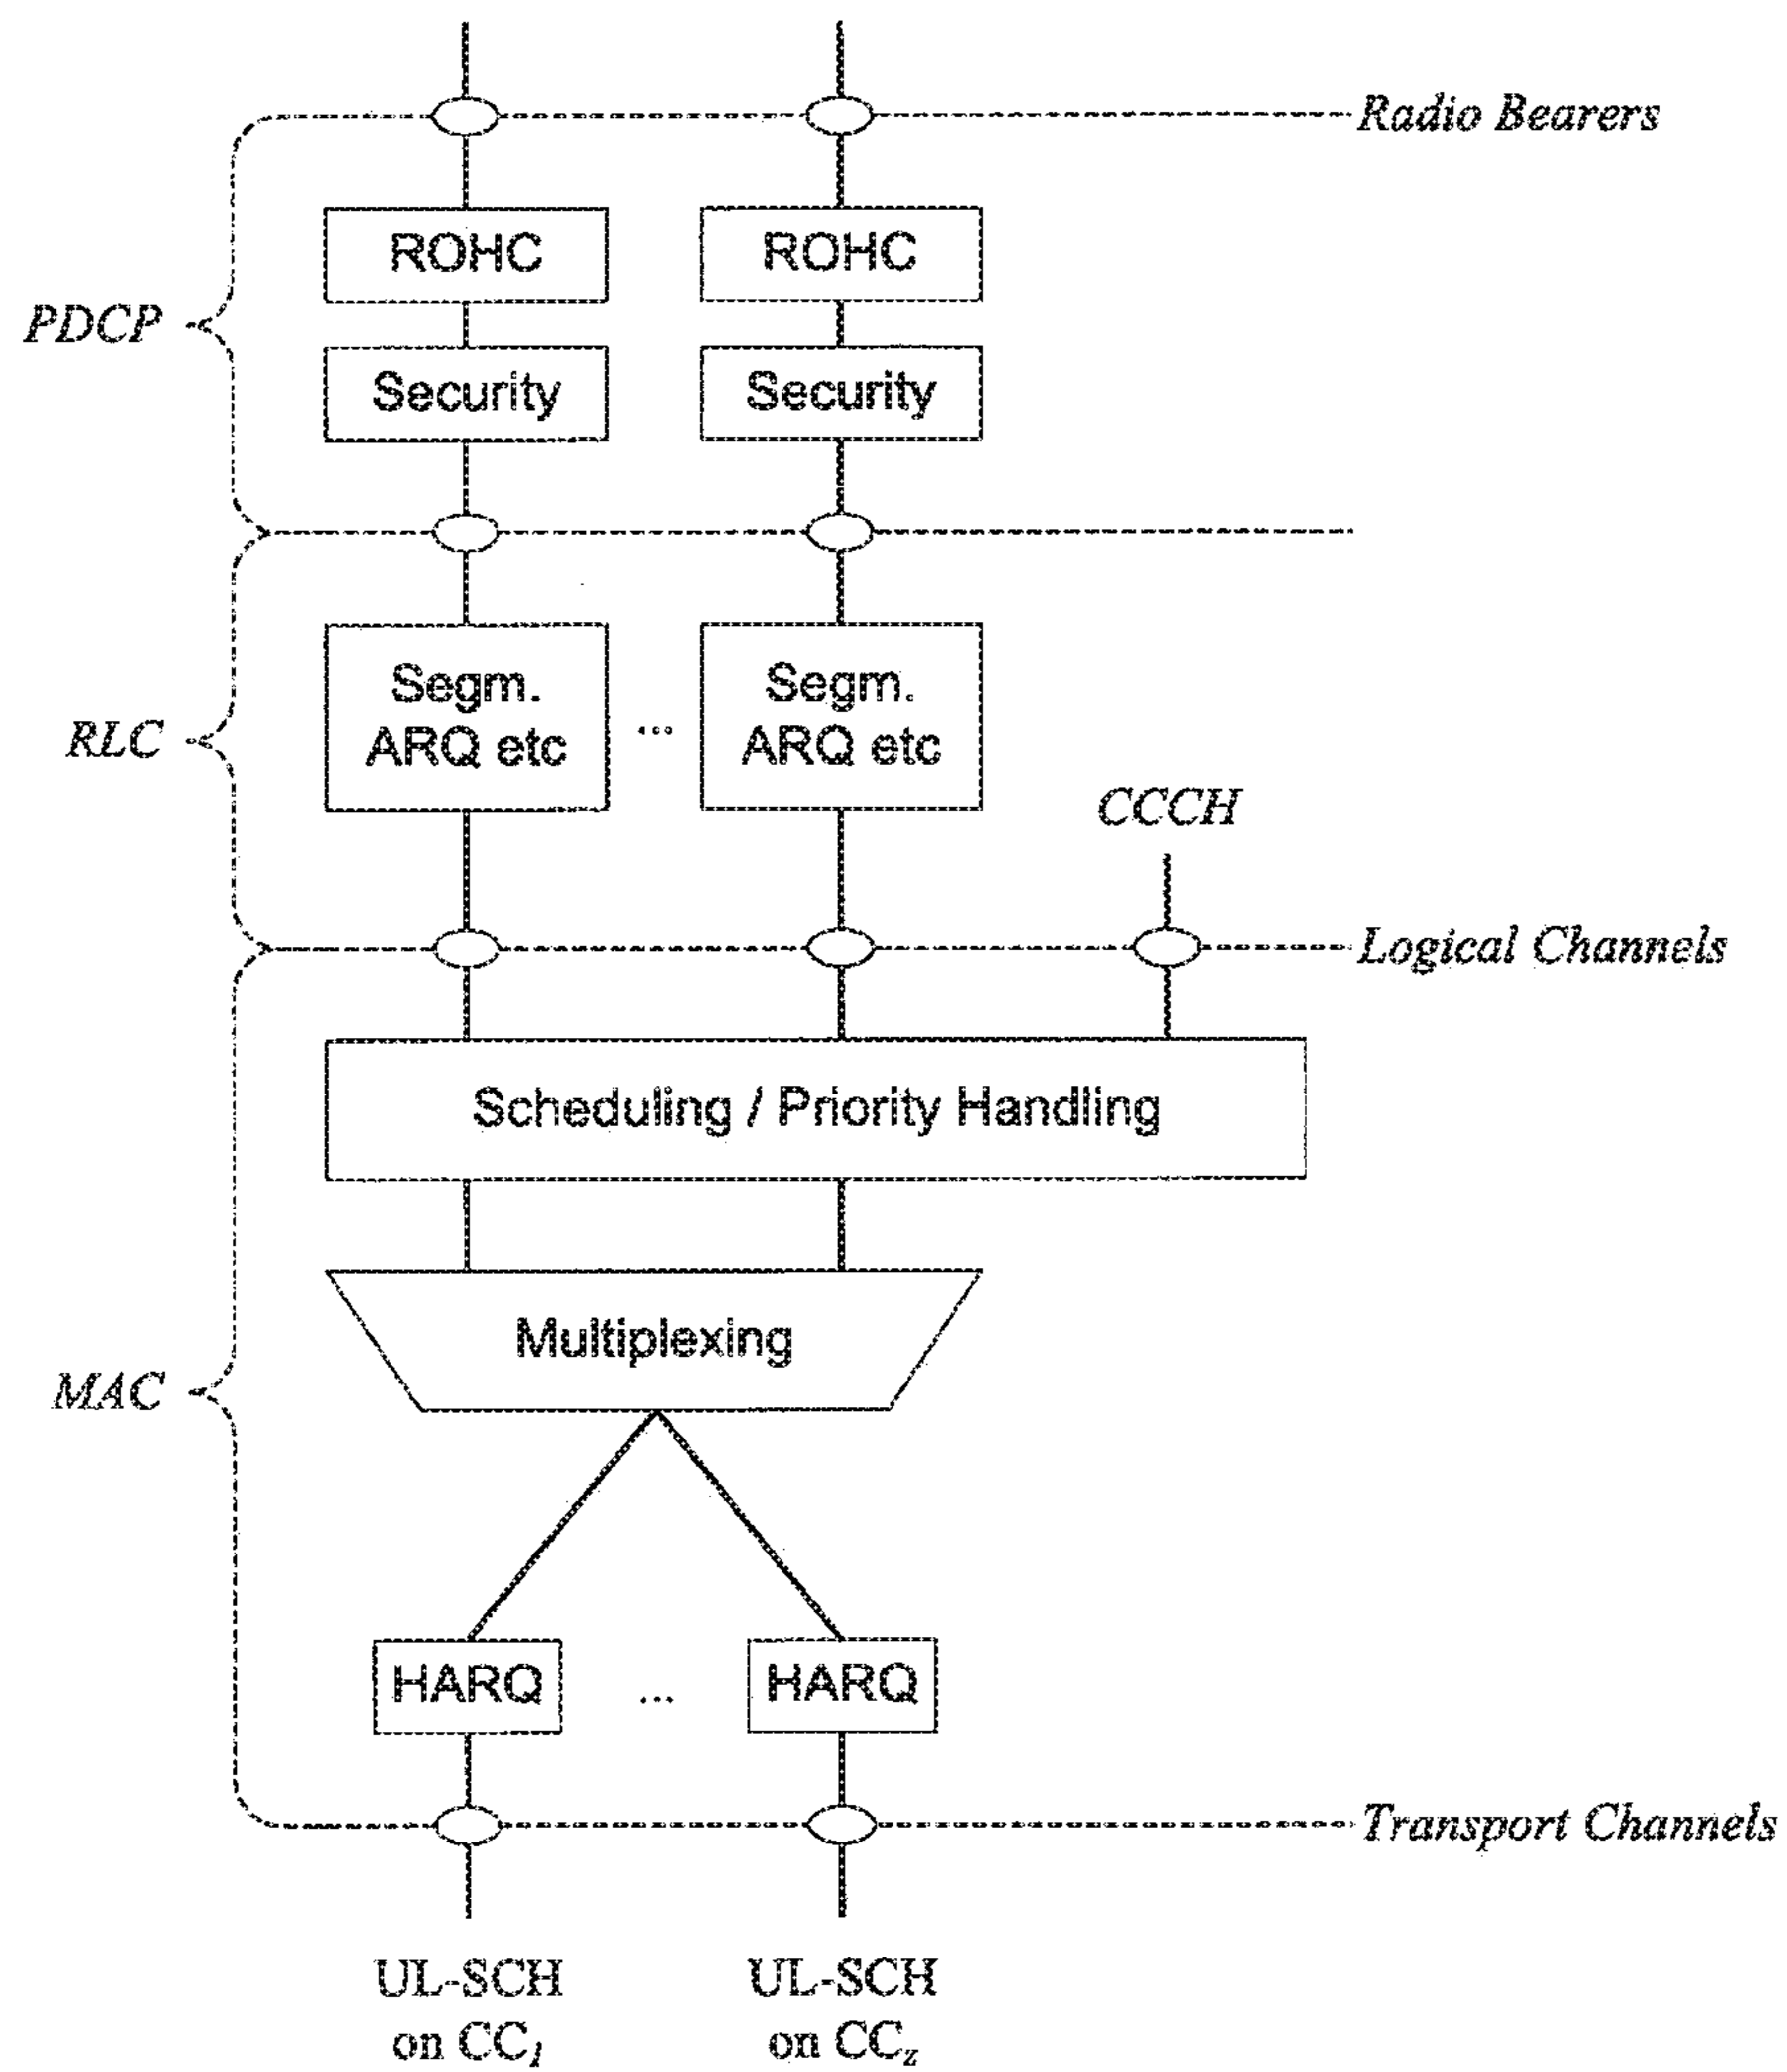 Radio Bearers
ROHC ROHC
PDCP
Security Security
Segm. Segm.
ARQ etc ... ARQ etc
RLC
CCCH
Logical Channels
Scheduling / Priority Handling
Multiplexing
MAC
HARQ ... HARQ
Transport Channels
UL-SCH UL-SCH
on CC1 on CCz